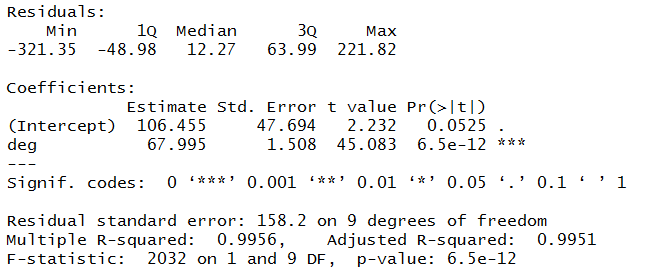 Residuals:
    Min      1Q  Median      3Q     Max
-321.35  -48.98   12.27   63.99  221.82
Coefficients:
            Estimate Std. Error t value Pr(>|t|)
(Intercept)  106.455     47.694   2.232   0.0525 .
deg           67.995      1.508  45.083  6.5e-12 ***
---
Signif. codes:  0 ‘***’ 0.001 ‘**’ 0.01 ‘*’ 0.05 ‘.’ 0.1 ‘ ’ 1
Residual standard error: 158.2 on 9 degrees of freedom
Multiple R-squared:  0.9956,    Adjusted R-squared:  0.9951
F-statistic:  2032 on 1 and 9 DF,  p-value: 6.5e-12